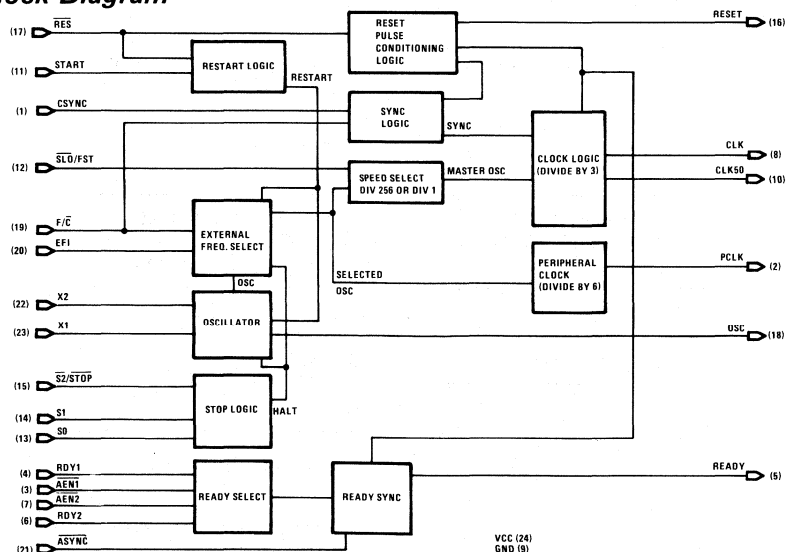 (17) RES
(11) START
(1) CSYNC
(12) SLO/FST
(19) F/C
(20) EFI
(22) X2
(23) X1
(15) S2/STOP
(14) S1
(13) S0
(4) RDY1
(3) AEN1
(7) AEN2
(6) RDY2
(21) ASYNC
RESTART LOGIC
RESTART
RESET
PULSE
CONDITIONING
LOGIC
SYNC
LOGIC
SYNC
SPEED SELECT
DIV 256 OR DIV 1
MASTER OSC
CLOCK LOGIC
(DIVIDE BY 3)
EXTERNAL
FREQ. SELECT
OSC
SELECTED
OSC
PERIPHERAL
CLOCK
(DIVIDE BY 6)
OSCILLATOR
STOP LOGIC
HALT
READY SELECT
READY SYNC
RESET (16)
CLK (8)
CLK50 (10)
PCLK (2)
OSC (18)
READY (5)
VCC (24)
GND (9)